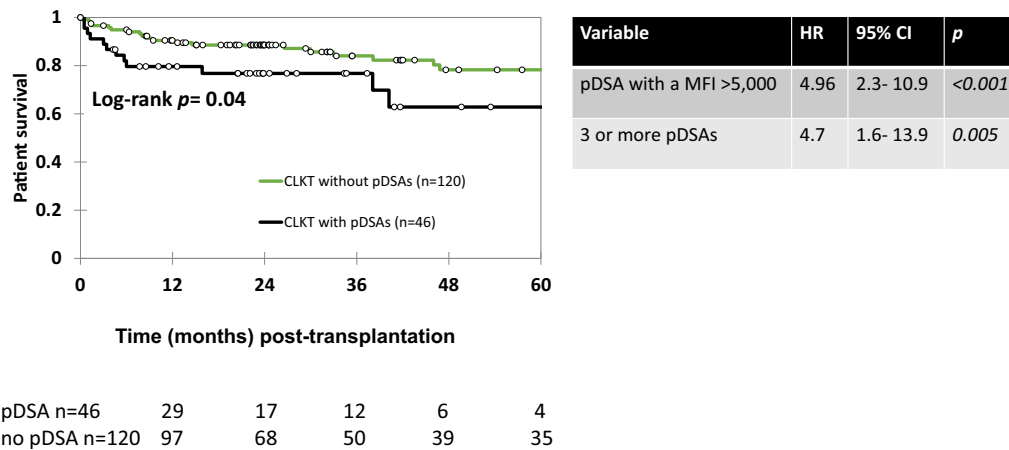 1
0.8
0.6
0.4
0.2
0
Patient survival
Log-rank p= 0.04
CLKT without pDSAs (n=120)
CLKT with pDSAs (n=46)
0 12 24 36 48 60
Time (months) post-transplantation
pDSA n=46 29 17 12 6 4
no pDSA n=120 97 68 50 39 35
Variable HR 95% CI p
pDSA with a MFI >5,000 4.96 2.3- 10.9 <0.001
3 or more pDSAs 4.7 1.6- 13.9 0.005